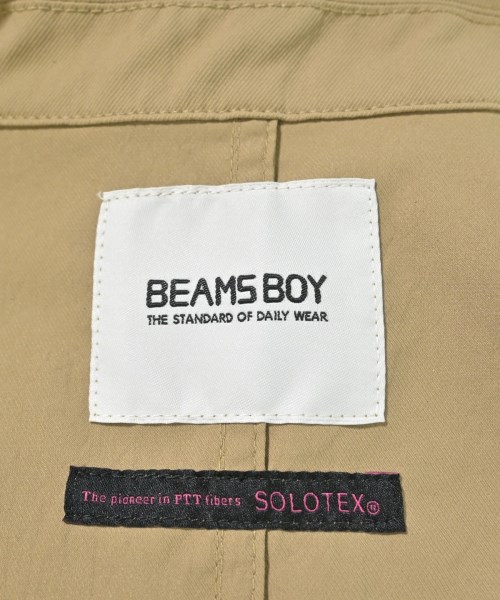 BEAMS BOY
THE STANDARD OF DAILY WEAR
The pioneer in PTT fibers SOLOTEX®